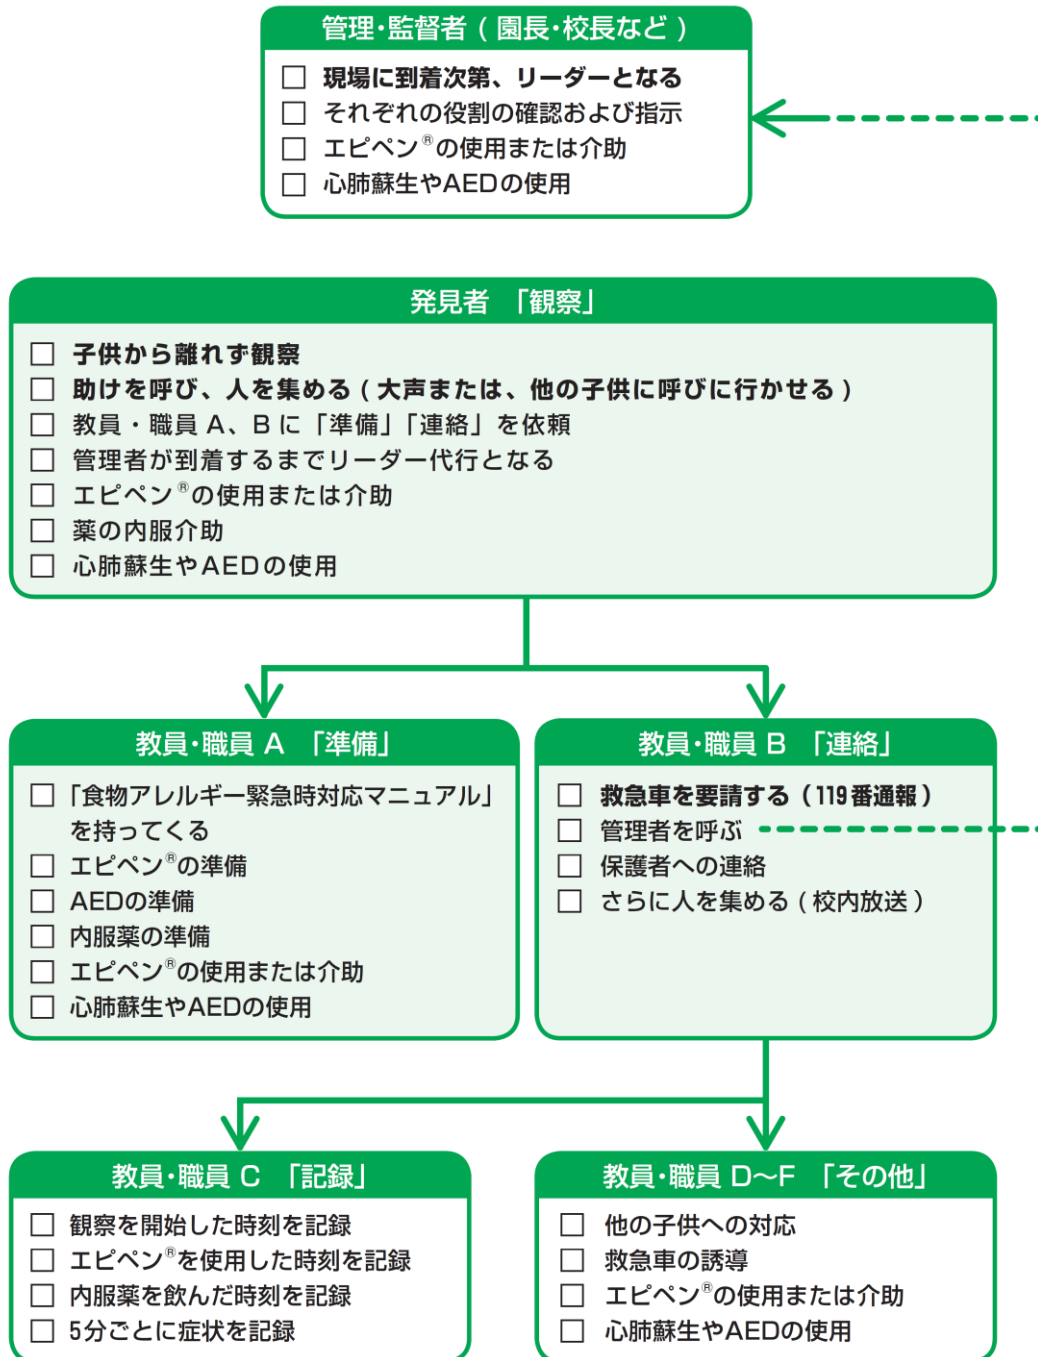 管理・監督者 ( 園長・校長など )
□ 現場に到着次第、リーダーとなる
□ それぞれの役割の確認および指示
□ エピペン®の使用または介助
□ 心肺蘇生やAEDの使用
発見者 「観察」
□ 子供から離れず観察
□ 助けを呼び、人を集める ( 大声または、他の子供に呼びに行かせる )
□ 教員・職員 A、B に「準備」「連絡」を依頼
□ 管理者が到着するまでリーダー代行となる
□ エピペン®の使用または介助
□ 薬の内服介助
□ 心肺蘇生やAEDの使用
教員・職員 A 「準備」
□ 「食物アレルギー緊急時対応マニュアル」
を持ってくる
□ エピペン®の準備
□ AEDの準備
□ 内服薬の準備
□ エピペン®の使用または介助
□ 心肺蘇生やAEDの使用
教員・職員 B 「連絡」
□ 救急車を要請する ( 119番通報 )
□ 管理者を呼ぶ
□ 保護者への連絡
□ さらに人を集める ( 校内放送 )
教員・職員 C 「記録」
□ 観察を開始した時刻を記録
□ エピペン®を使用した時刻を記録
□ 内服薬を飲んだ時刻を記録
□ 5分ごとに症状を記録
教員・職員 D〜F 「その他」
□ 他の子供への対応
□ 救急車の誘導
□ エピペン®の使用または介助
□ 心肺蘇生やAEDの使用